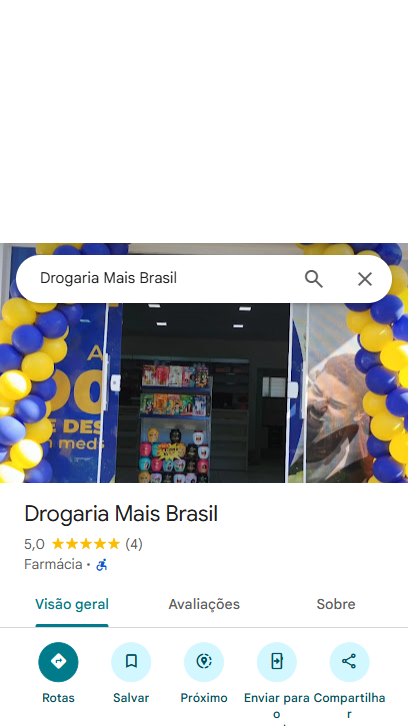 Drogaria Mais Brasil
E DES
meds
Drogaria Mais Brasil
5,0 (4)
Farmácia •
Visão geral
Avaliações
Sobre
Rotas
Salvar
Próximo
Enviar para o
Compartilhar